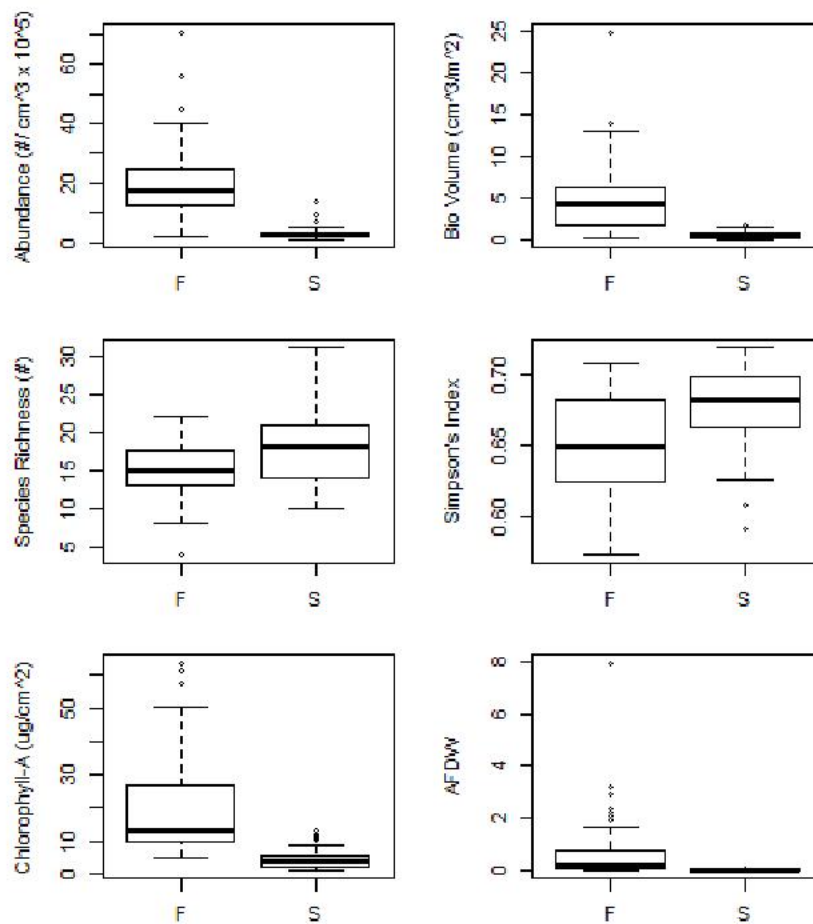 Abundance (#/ cm^3 x 10^5)
60
40
20
0
F S
Bio Volume (cm^3/m^2)
25
20
15
10
5
0
F S
Species Richness (#)
30
25
20
15
10
5
F S
Simpson's Index
0.70
0.65
0.60
F S
Chlorophyll-A (ug/cm^2)
50
30
10
0
F S
AFDW
8
6
4
2
0
F S